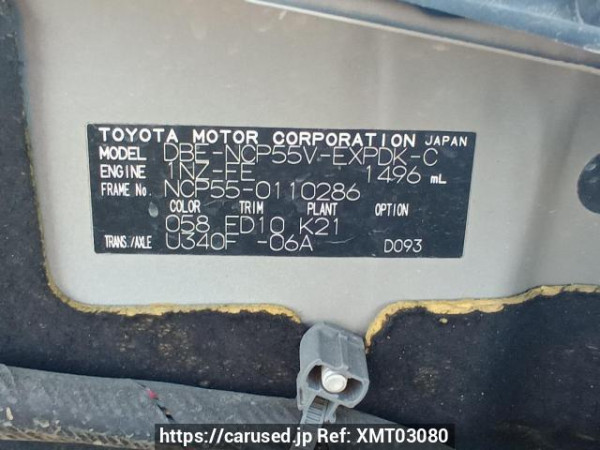 TOYOTA MOTOR CORPORATION JAPAN
MODEL DBE-NCP55V-EXPDK-C
ENGINE 1NZ-FE 1496 mL
FRAME NO. NCP55-0110286
COLOR TRIM PLANT OPTION
058 FD10 K21
TRANS./AXLE U340F -06A D093
https://carused.jp Ref: XMT03080